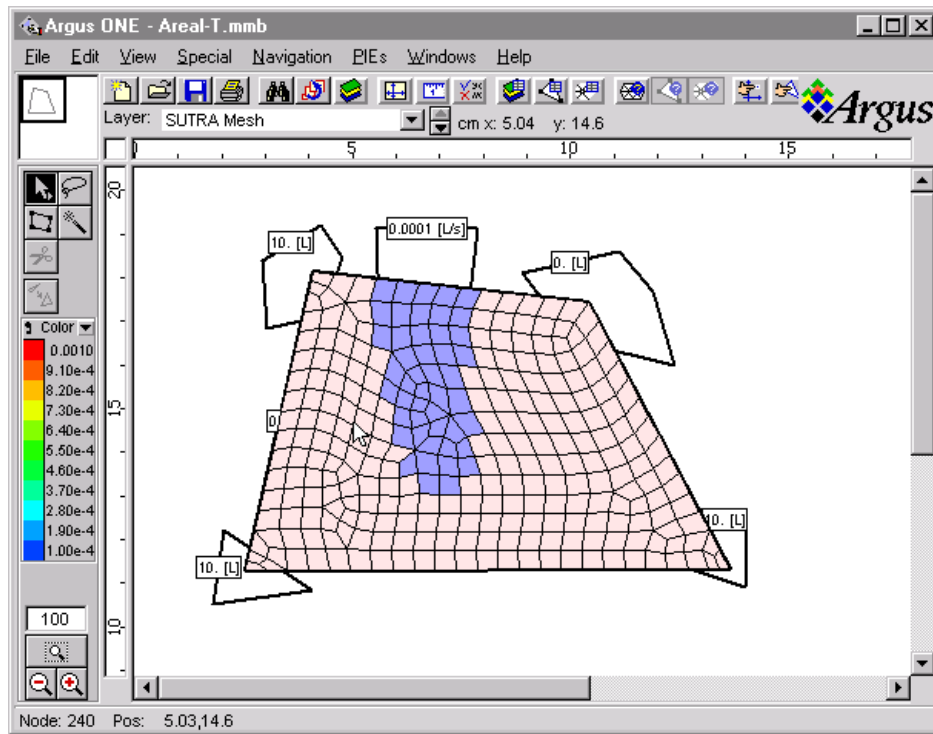 Argus ONE - Areal-T.mmb
File Edit View Special Navigation PIEs Windows Help
Layer: SUTRA Mesh cm x: 5.04 y: 14.6
Argus
0 5 10 15
20
15
10
10. [L]
0.0001 [L/s]
0. [L]
0
10. [L]
10. [L]
Color
0.0010
9.10e-4
8.20e-4
7.30e-4
6.40e-4
5.50e-4
4.60e-4
3.70e-4
2.80e-4
1.90e-4
1.00e-4
100
Node: 240 Pos: 5.03,14.6